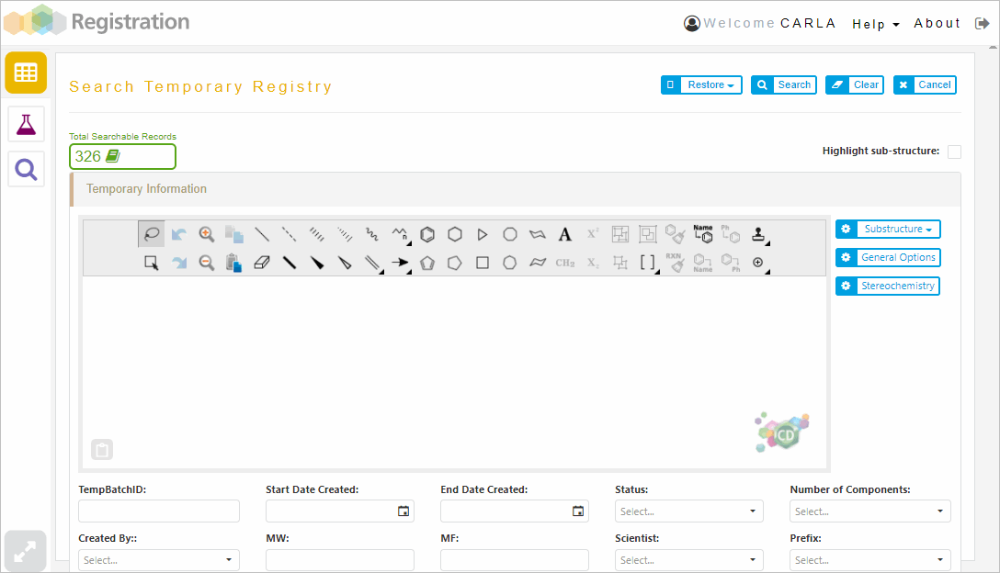 Registration
Welcome CARLA Help About
Search Temporary Registry
Restore Search Clear Cancel
Total Searchable Records
326
Highlight sub-structure:
Temporary Information
n A X² Name Ph
CH₂ X₂ [ ] RXN Name Ph
Substructure
General Options
Stereochemistry
CD
TempBatchID: Start Date Created: End Date Created: Status: Number of Components:
Select... Select...
Created By:: MW: MF: Scientist: Prefix:
Select... Select... Select...